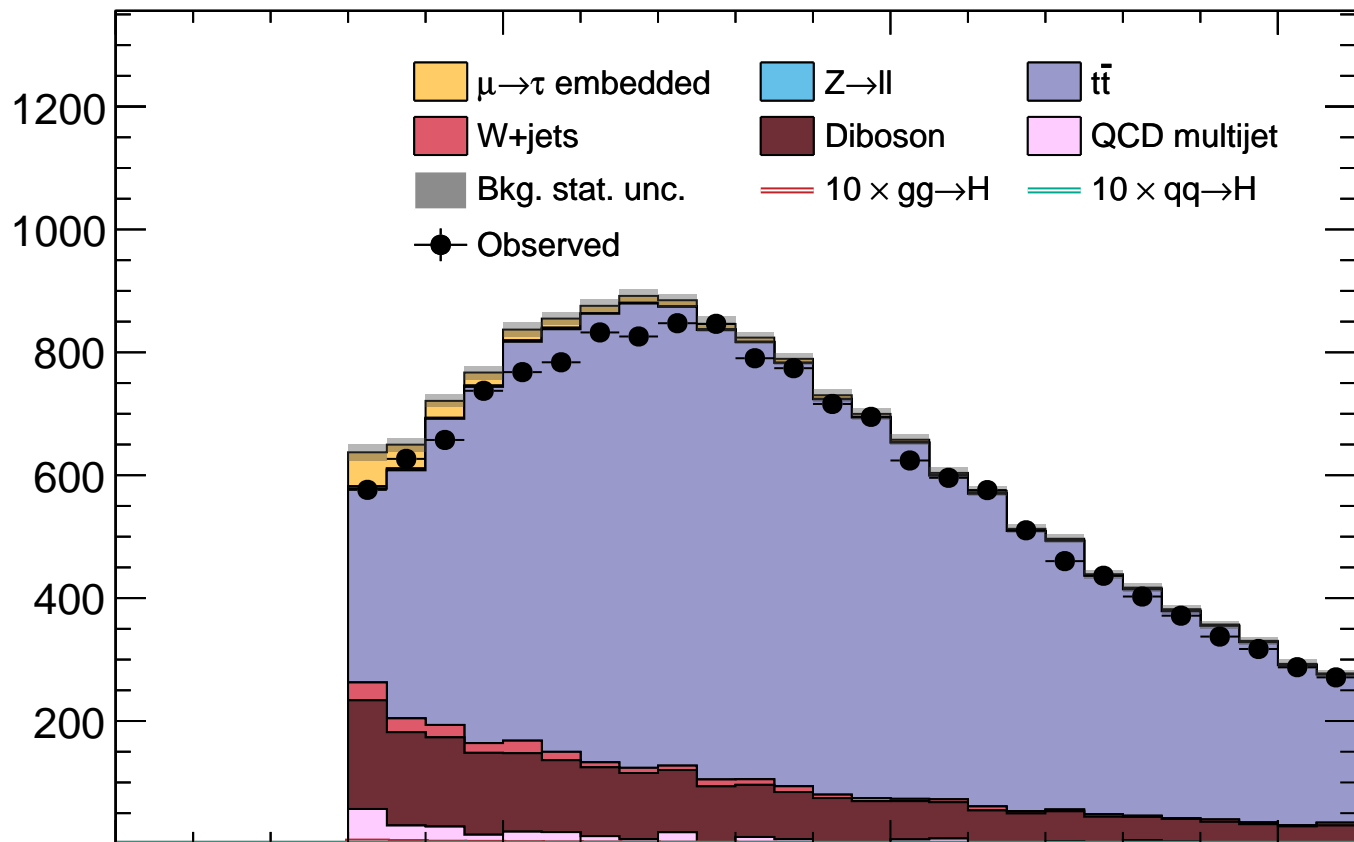 1200
1000
800
600
400
200
μ→τ embedded Z→ll tt̄
W+jets Diboson QCD multijet
Bkg. stat. unc. 10 × gg→H 10 × qq→H
Observed